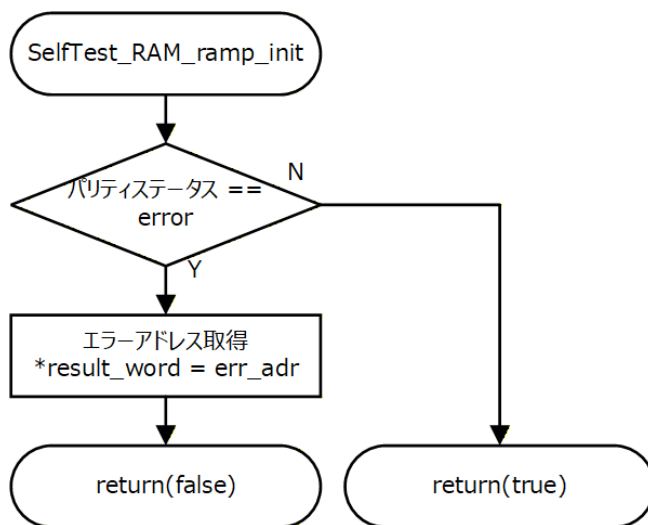 SelfTest_RAM_ramp_init
パリティステータス ==
error
N
Y
エラーアドレス取得
*result_word = err_adr
return(false)
return(true)